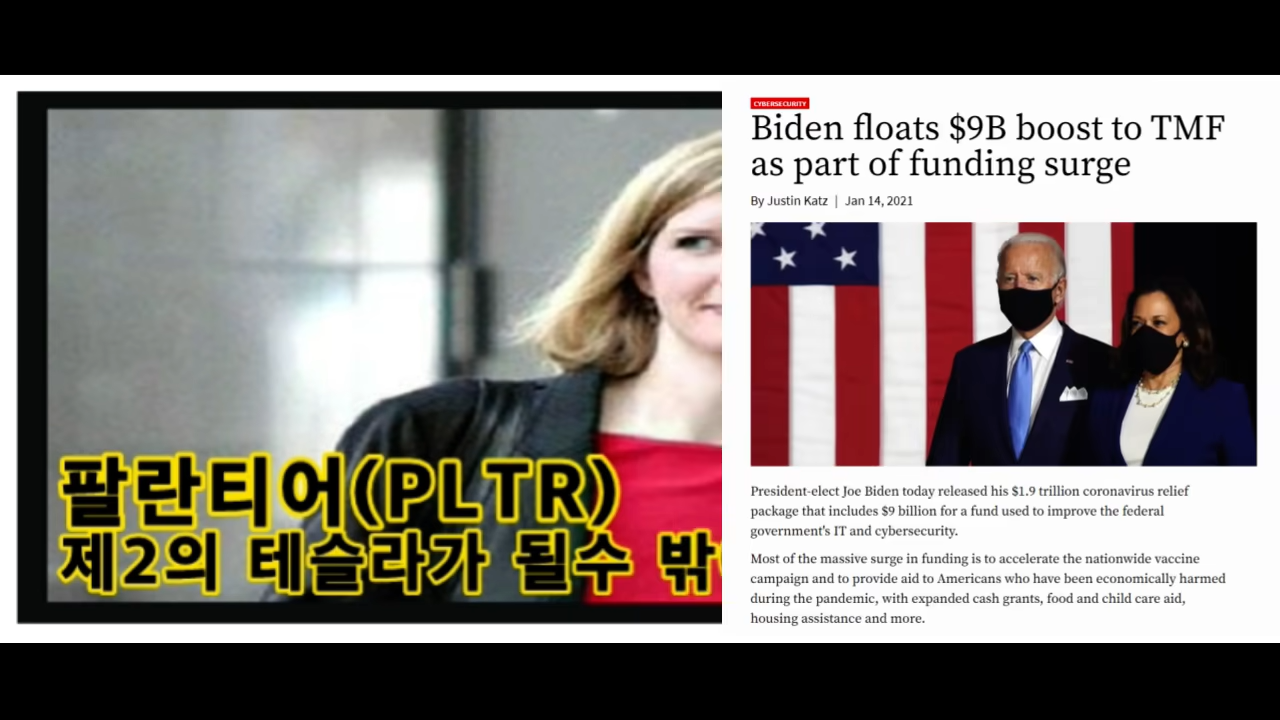 팔란티어(PLTR)
제2의 테슬라가 될수 밖
CYBERSECURITY
Biden floats $9B boost to TMF
as part of funding surge
By Justin Katz | Jan 14, 2021
President-elect Joe Biden today released his $1.9 trillion coronavirus relief
package that includes $9 billion for a fund used to improve the federal
government's IT and cybersecurity.
Most of the massive surge in funding is to accelerate the nationwide vaccine
campaign and to provide aid to Americans who have been economically harmed
during the pandemic, with expanded cash grants, food and child care aid,
housing assistance and more.